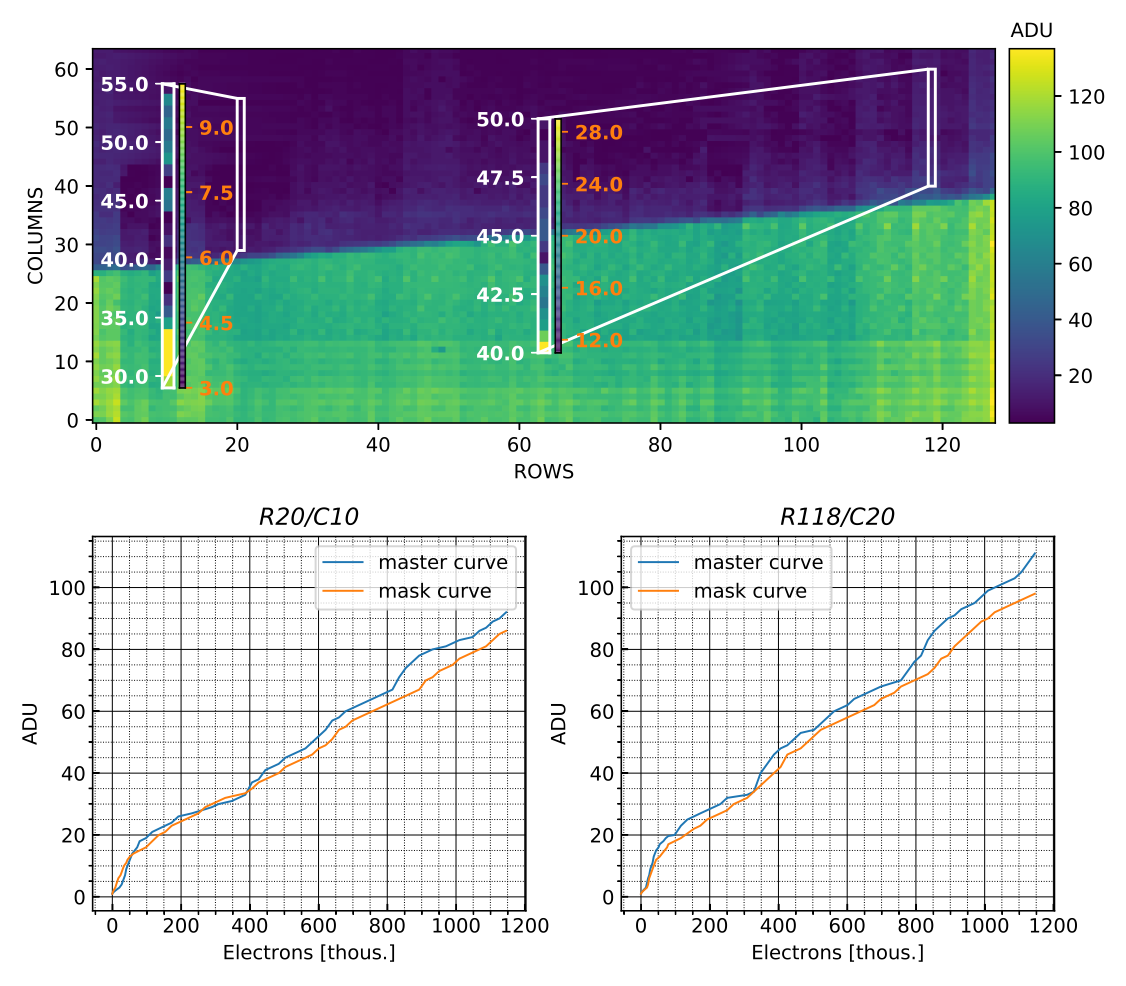 ADU
60
50
40
30
20
10
0
COLUMNS
55.0
50.0
45.0
40.0
35.0
30.0
9.0
7.5
6.0
4.5
3.0
50.0
47.5
45.0
42.5
40.0
28.0
24.0
20.0
16.0
12.0
120
100
80
60
40
20
0 20 40 60 80 100 120
ROWS
R20/C10
master curve
mask curve
100
80
60
40
20
0
ADU
0 200 400 600 800 1000 1200
Electrons [thous.]
R118/C20
master curve
mask curve
100
80
60
40
20
0
ADU
0 200 400 600 800 1000 1200
Electrons [thous.]